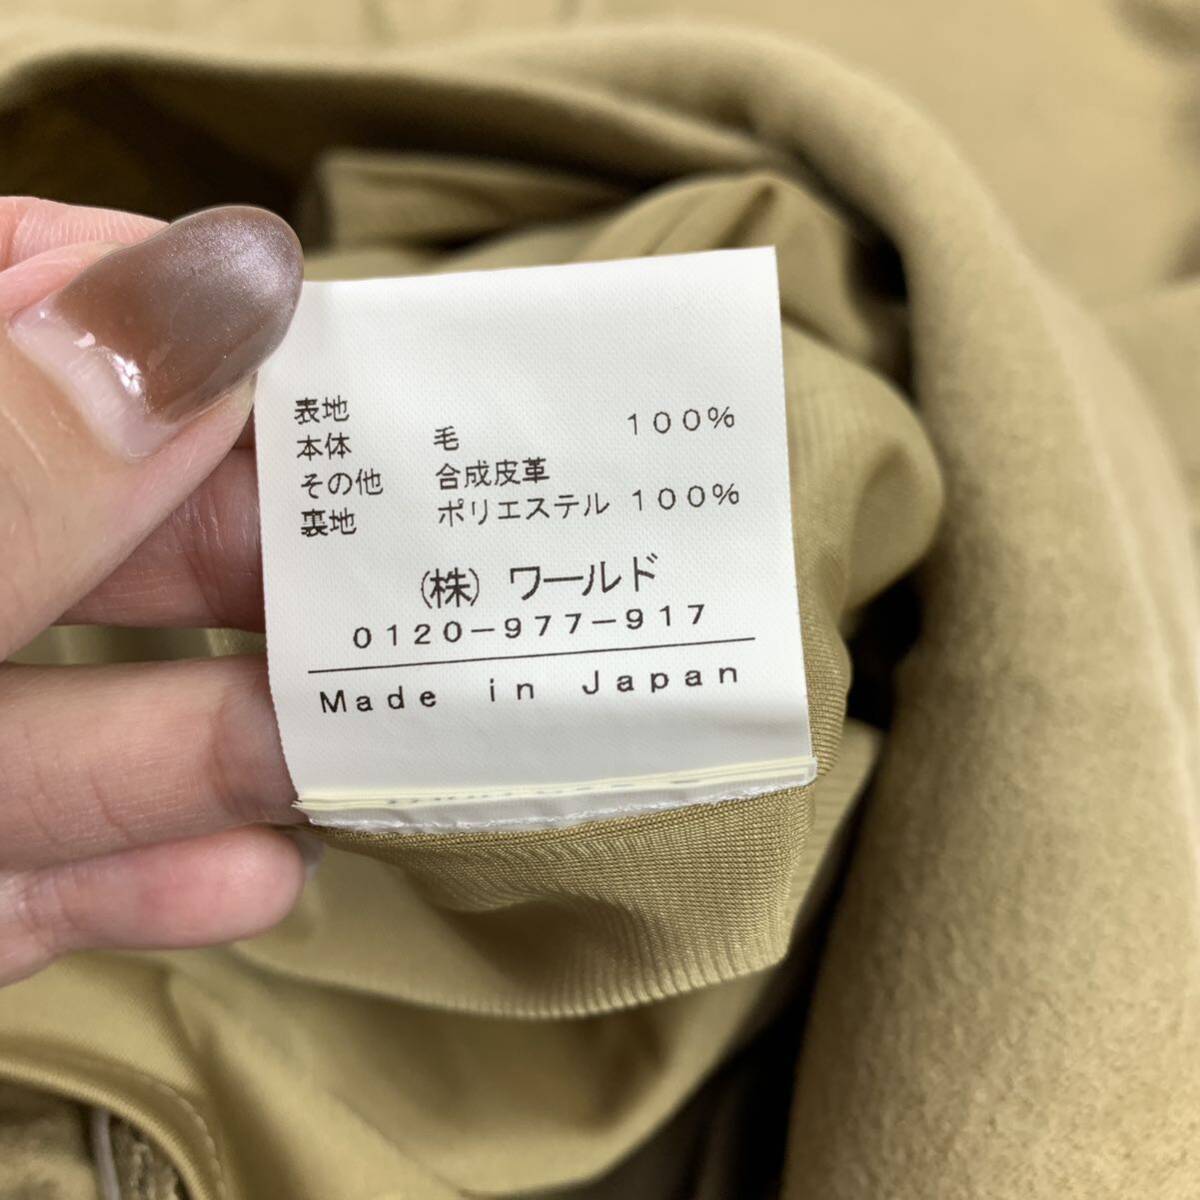 表地
本体 毛 100%
その他 合成皮革
裏地 ポリエステル 100%
(株) ワールド
0120-977-917
Made in Japan